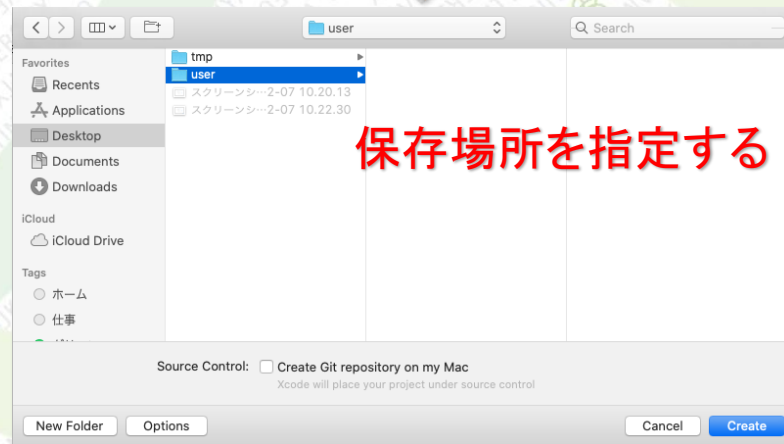 user
Search
Favorites
Recents
Applications
Desktop
Documents
Downloads
iCloud
iCloud Drive
Tags
ホーム
仕事
tmp
user
スクリーンシ…2-07 10.20.13
スクリーンシ…2-07 10.22.30
保存場所を指定する
Source Control: Create Git repository on my Mac
Xcode will place your project under source control
New Folder Options Cancel Create